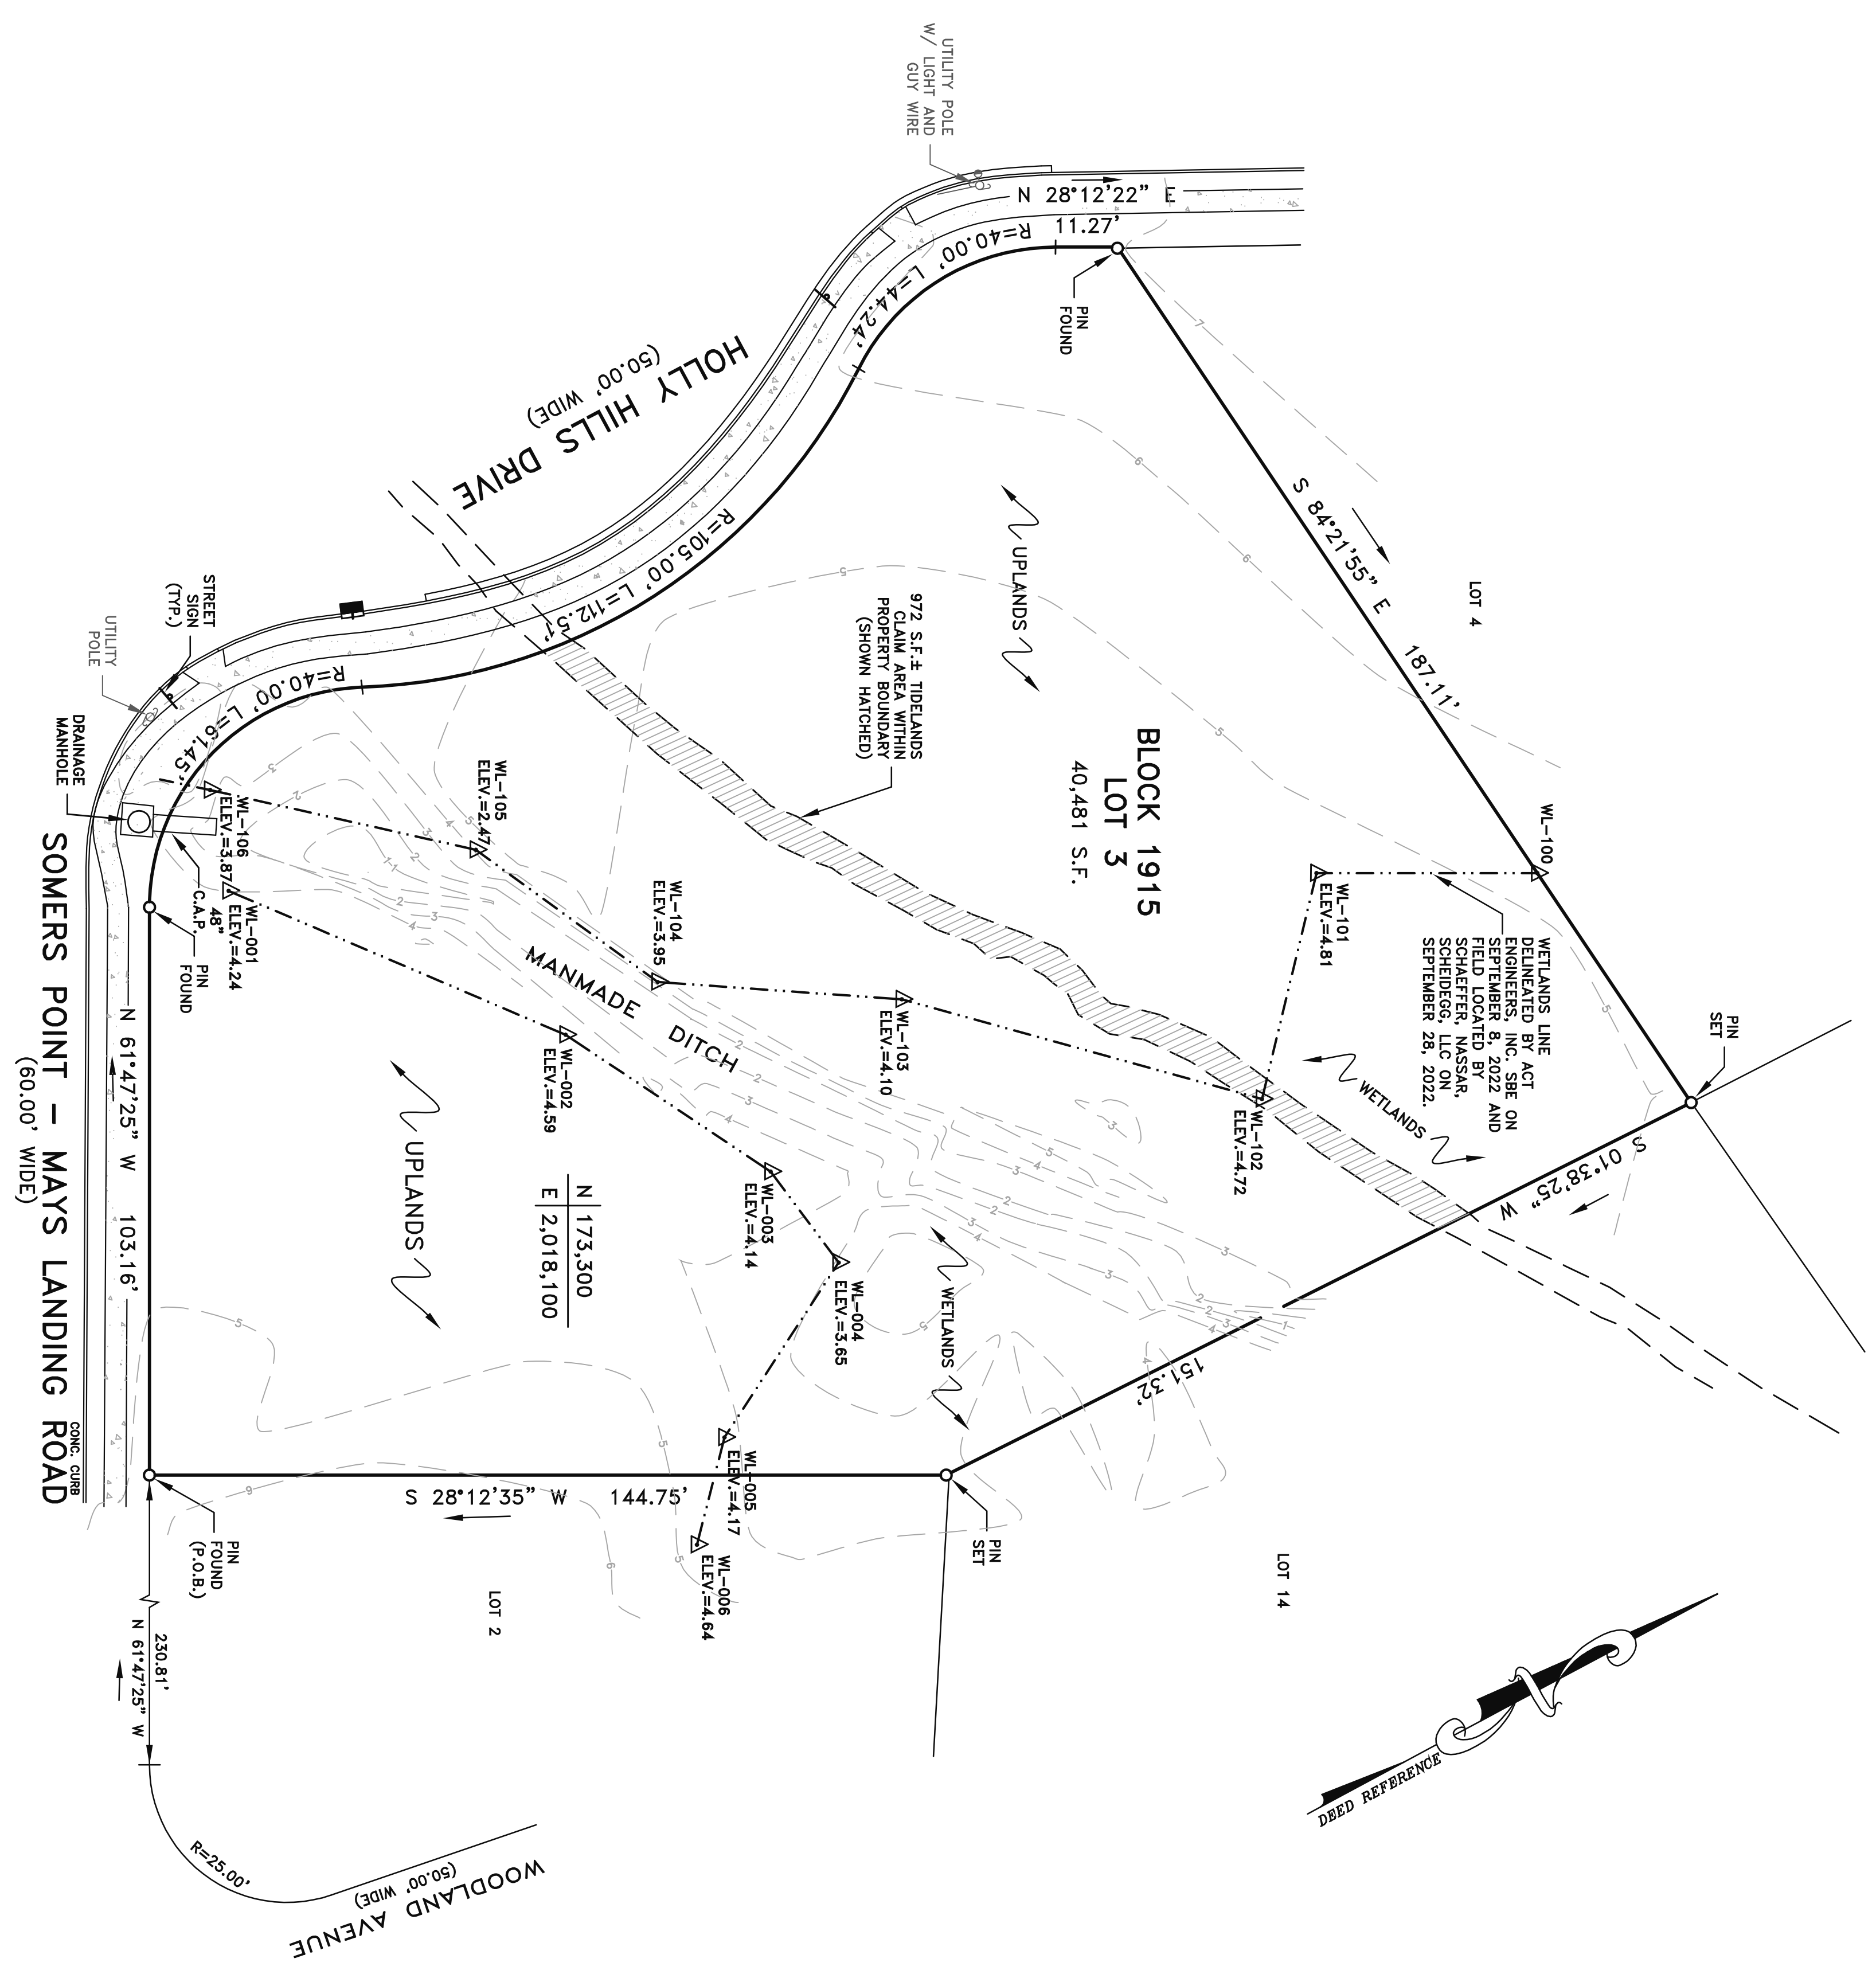 UTILITY POLE
W/ LIGHT AND
GUY WIRE
N 28°12'22" E
11.27'
R=40.00' L=44.24'
PIN
FOUND
HOLLY HILLS DRIVE
(50.00' WIDE)
R=105.00' L=112.51'
S 84°21'55" E 187.11'
LOT 4
7
6
6
5
5
5
UPLANDS
972 S.F.± TIDELANDS
CLAIM AREA WITHIN
PROPERTY BOUNDARY
(SHOWN HATCHED)
BLOCK 1915
LOT 3
40,481 S.F.
WL-100
WL-101
ELEV.=4.81
WETLANDS LINE
DELINEATED BY ACT
ENGINEERS, INC. SBE ON
SEPTEMBER 8, 2022 AND
FIELD LOCATED BY
SCHAEFFER, NASSAR,
SCHEIDEGG, LLC ON
SEPTEMBER 28, 2022.
PIN
SET
WETLANDS
S 01°38'25" W
151.32'
WL-102
ELEV.=4.72
WL-103
ELEV.=4.10
WL-104
ELEV.=3.95
WL-105
ELEV.=2.47
WL-106
ELEV.=3.87
STREET
SIGN
(TYP.)
UTILITY
POLE
R=40.00' L=61.45'
DRAINAGE
MANHOLE
48"
C.A.P.
PIN
FOUND
WL-001
ELEV.=4.24
MANMADE DITCH
WL-002
ELEV.=4.59
WL-003
ELEV.=4.14
WL-004
ELEV.=3.65
WL-005
ELEV.=4.17
WL-006
ELEV.=4.64
UPLANDS
N 173,300
E 2,018,100
WETLANDS
N 61°47'25" W 103.16'
SOMERS POINT - MAYS LANDING ROAD
(60.00' WIDE)
CONC. CURB
S 28°12'35" W 144.75'
PIN
SET
PIN
FOUND
(P.O.B.)
LOT 2
LOT 14
230.81'
N 61°47'25" W
R=25.00'
WOODLAND AVENUE
(50.00' WIDE)
N
DEED REFERENCE